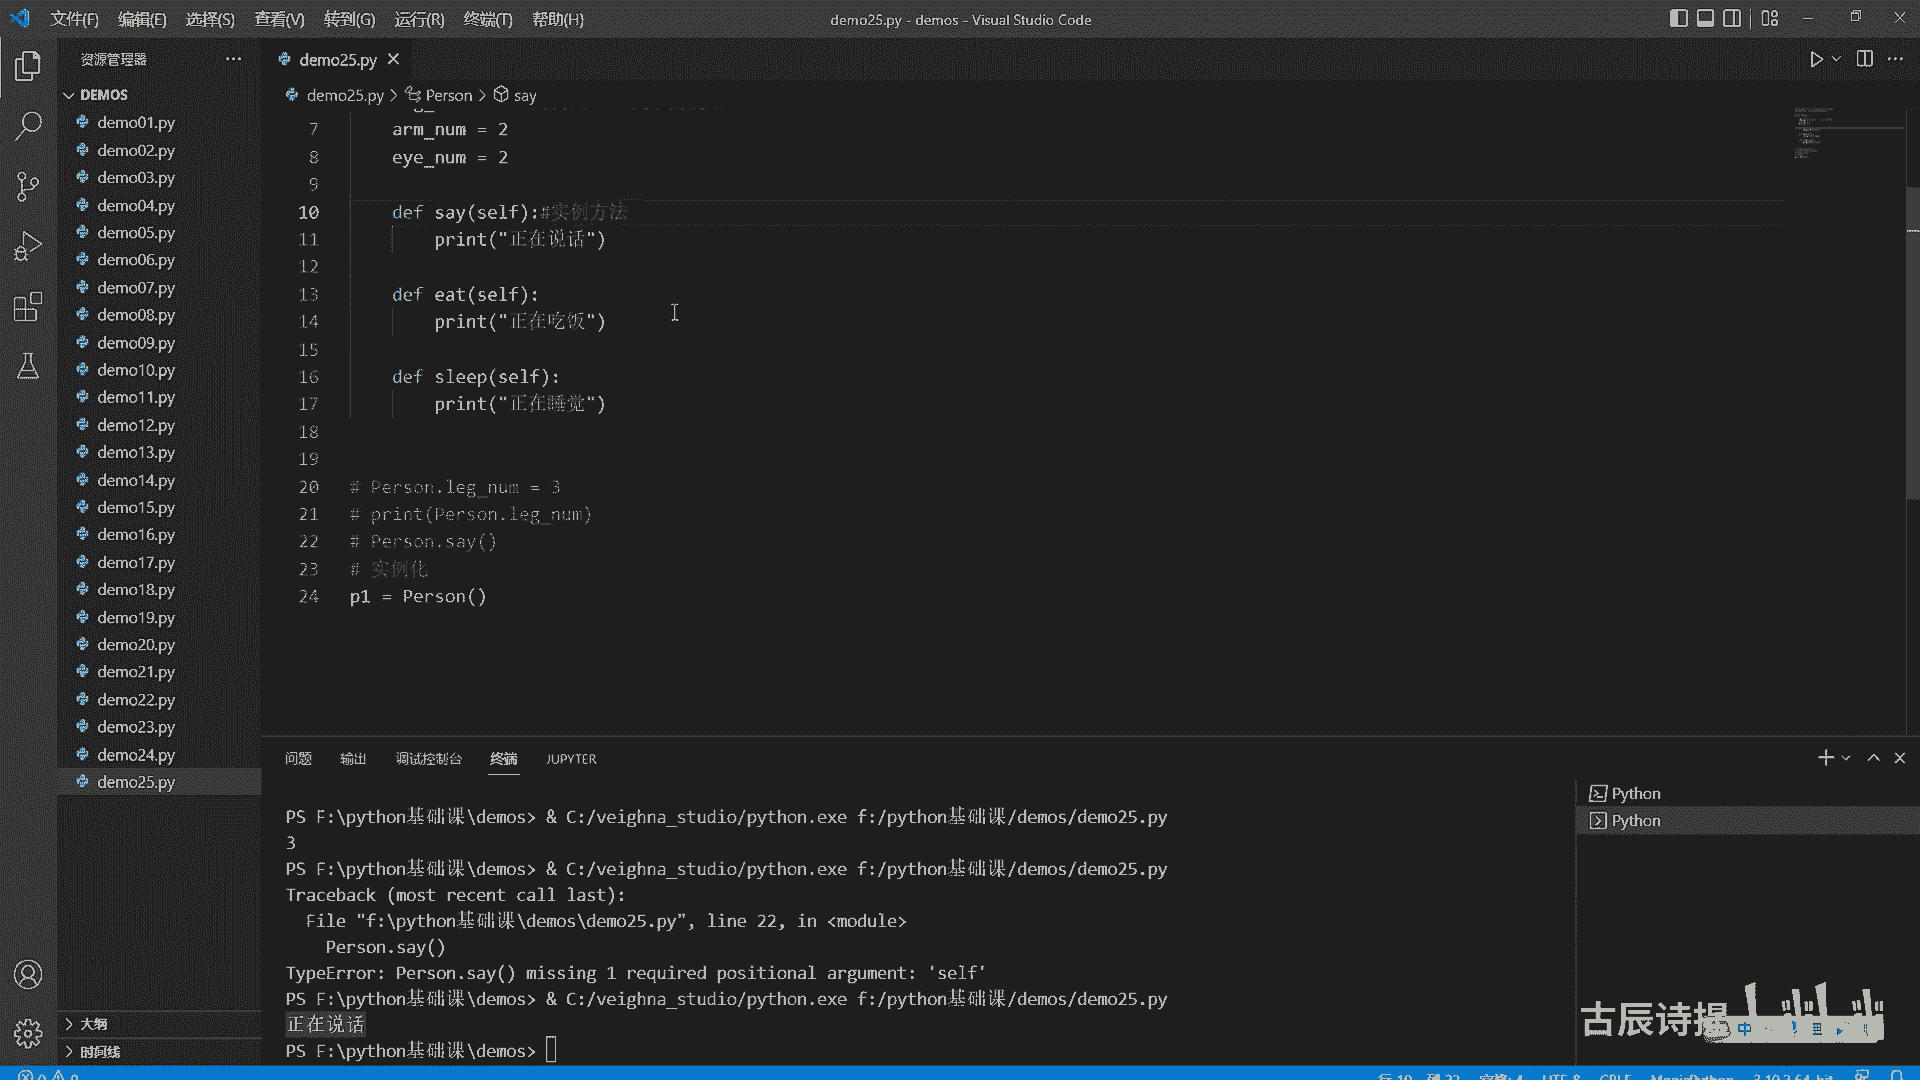 文件(F) 编辑(E) 选择(S) 查看(V) 转到(G) 运行(R) 终端(T) 帮助(H)
demo25.py - demos - Visual Studio Code
资源管理器
DEMOS
demo01.py
demo02.py
demo03.py
demo04.py
demo05.py
demo06.py
demo07.py
demo08.py
demo09.py
demo10.py
demo11.py
demo12.py
demo13.py
demo14.py
demo15.py
demo16.py
demo17.py
demo18.py
demo19.py
demo20.py
demo21.py
demo22.py
demo23.py
demo24.py
demo25.py
大纲
时间线
demo25.py
demo25.py > Person > say
7 arm_num = 2
8 eye_num = 2
9
10 def say(self):#实例方法
11 print("正在说话")
12
13 def eat(self):
14 print("正在吃饭")
15
16 def sleep(self):
17 print("正在睡觉")
18
19
20 # Person.leg_num = 3
21 # print(Person.leg_num)
22 # Person.say()
23 # 实例化
24 p1 = Person()
问题 输出 调试控制台 终端 JUPYTER
PS F:\python基础课\demos> & C:/veighna_studio/python.exe f:/python基础课/demos/demo25.py
3
PS F:\python基础课\demos> & C:/veighna_studio/python.exe f:/python基础课/demos/demo25.py
Traceback (most recent call last):
File "f:\python基础课\demos\demo25.py", line 22, in <module>
Person.say()
TypeError: Person.say() missing 1 required positional argument: 'self'
PS F:\python基础课\demos> & C:/veighna_studio/python.exe f:/python基础课/demos/demo25.py
正在说话
PS F:\python基础课\demos>
Python
Python
古辰诗提
中